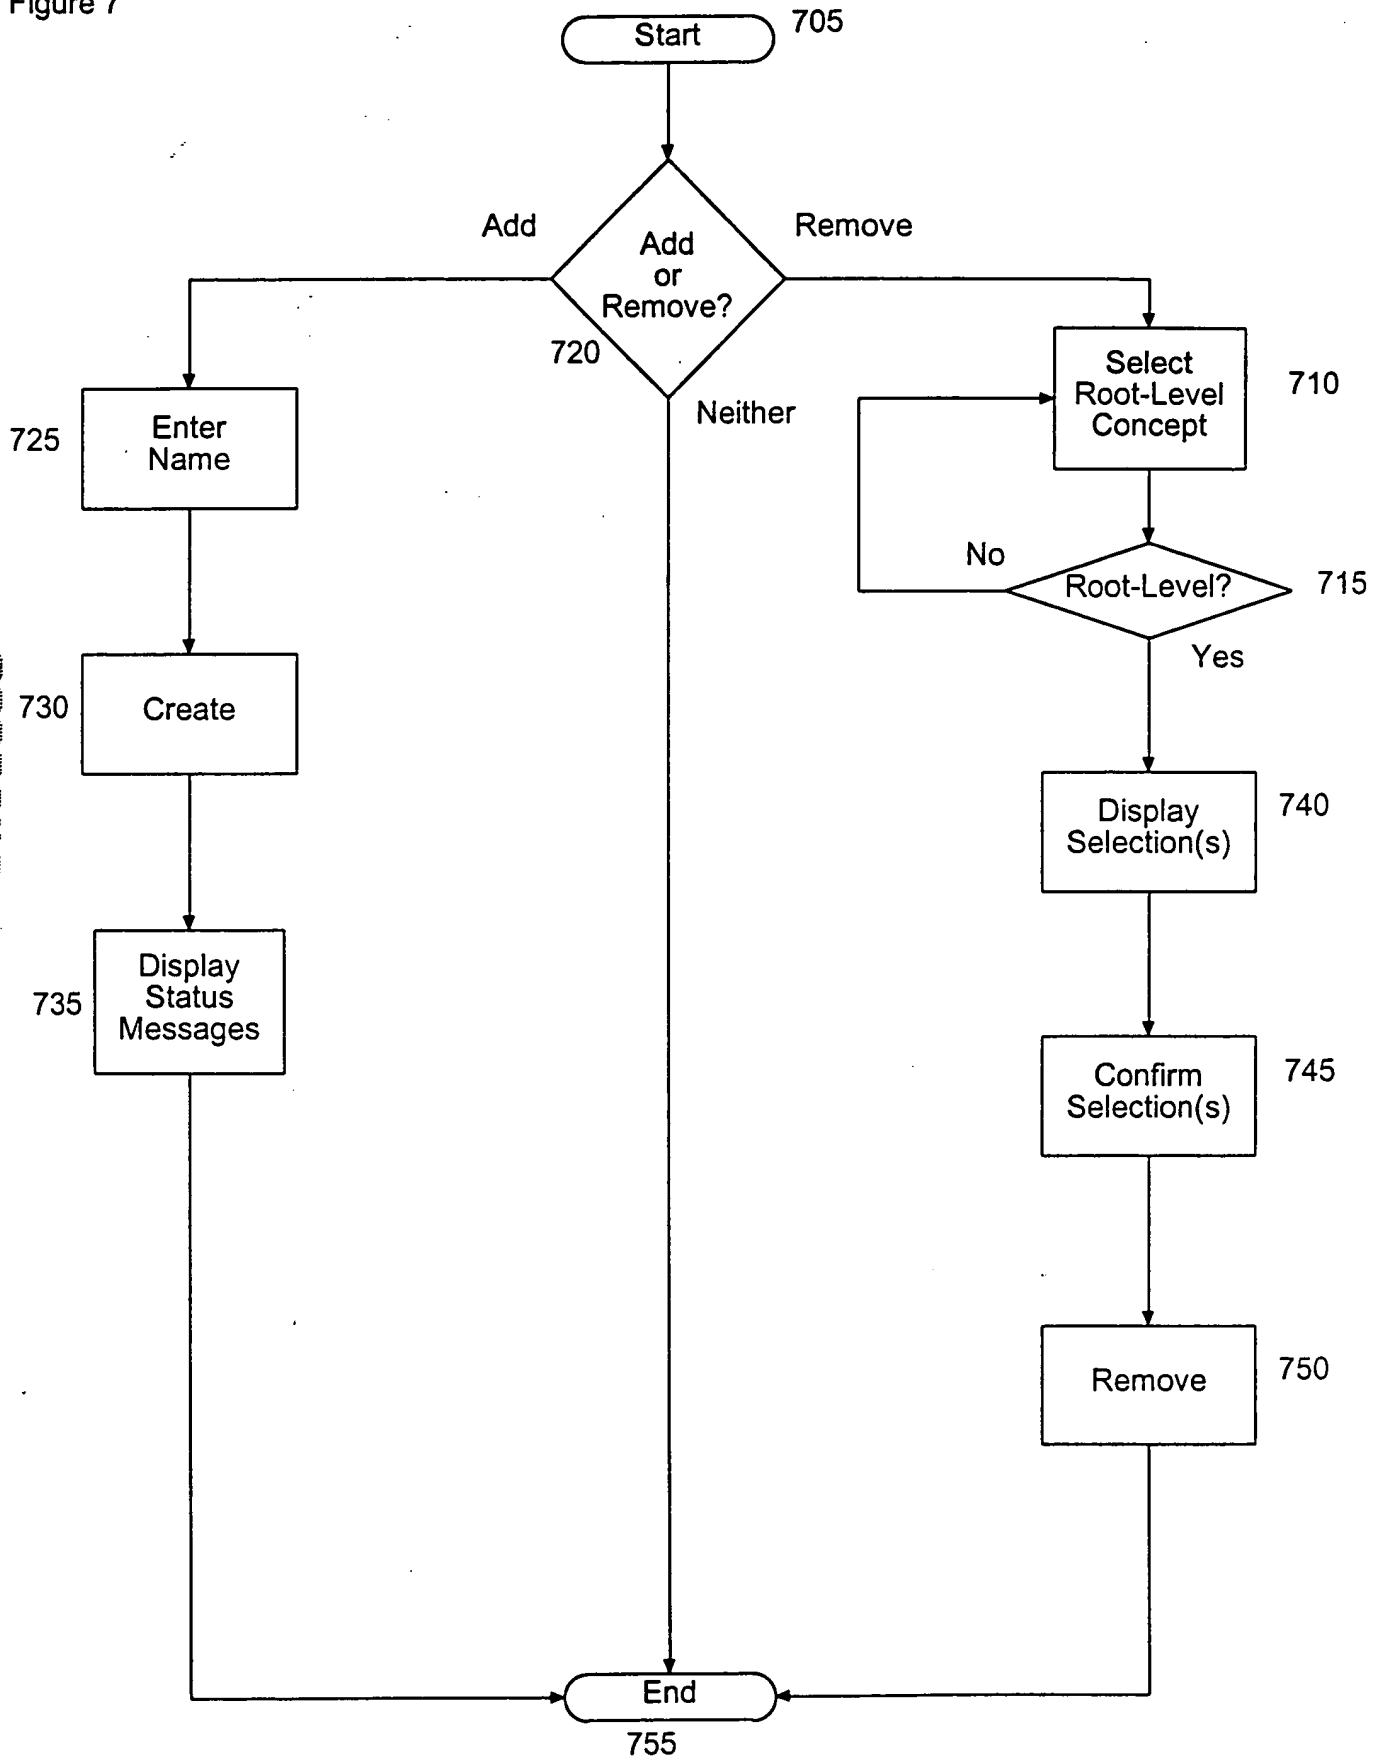 Figure 7
Start
705
Add
Remove
Add
or
Remove?
720
Neither
Select
Root-Level
Concept
710
725
Enter
Name
No
Root-Level?
715
Yes
730
Create
Display
Selection(s)
740
735
Display
Status
Messages
Confirm
Selection(s)
745
Remove
750
End
755